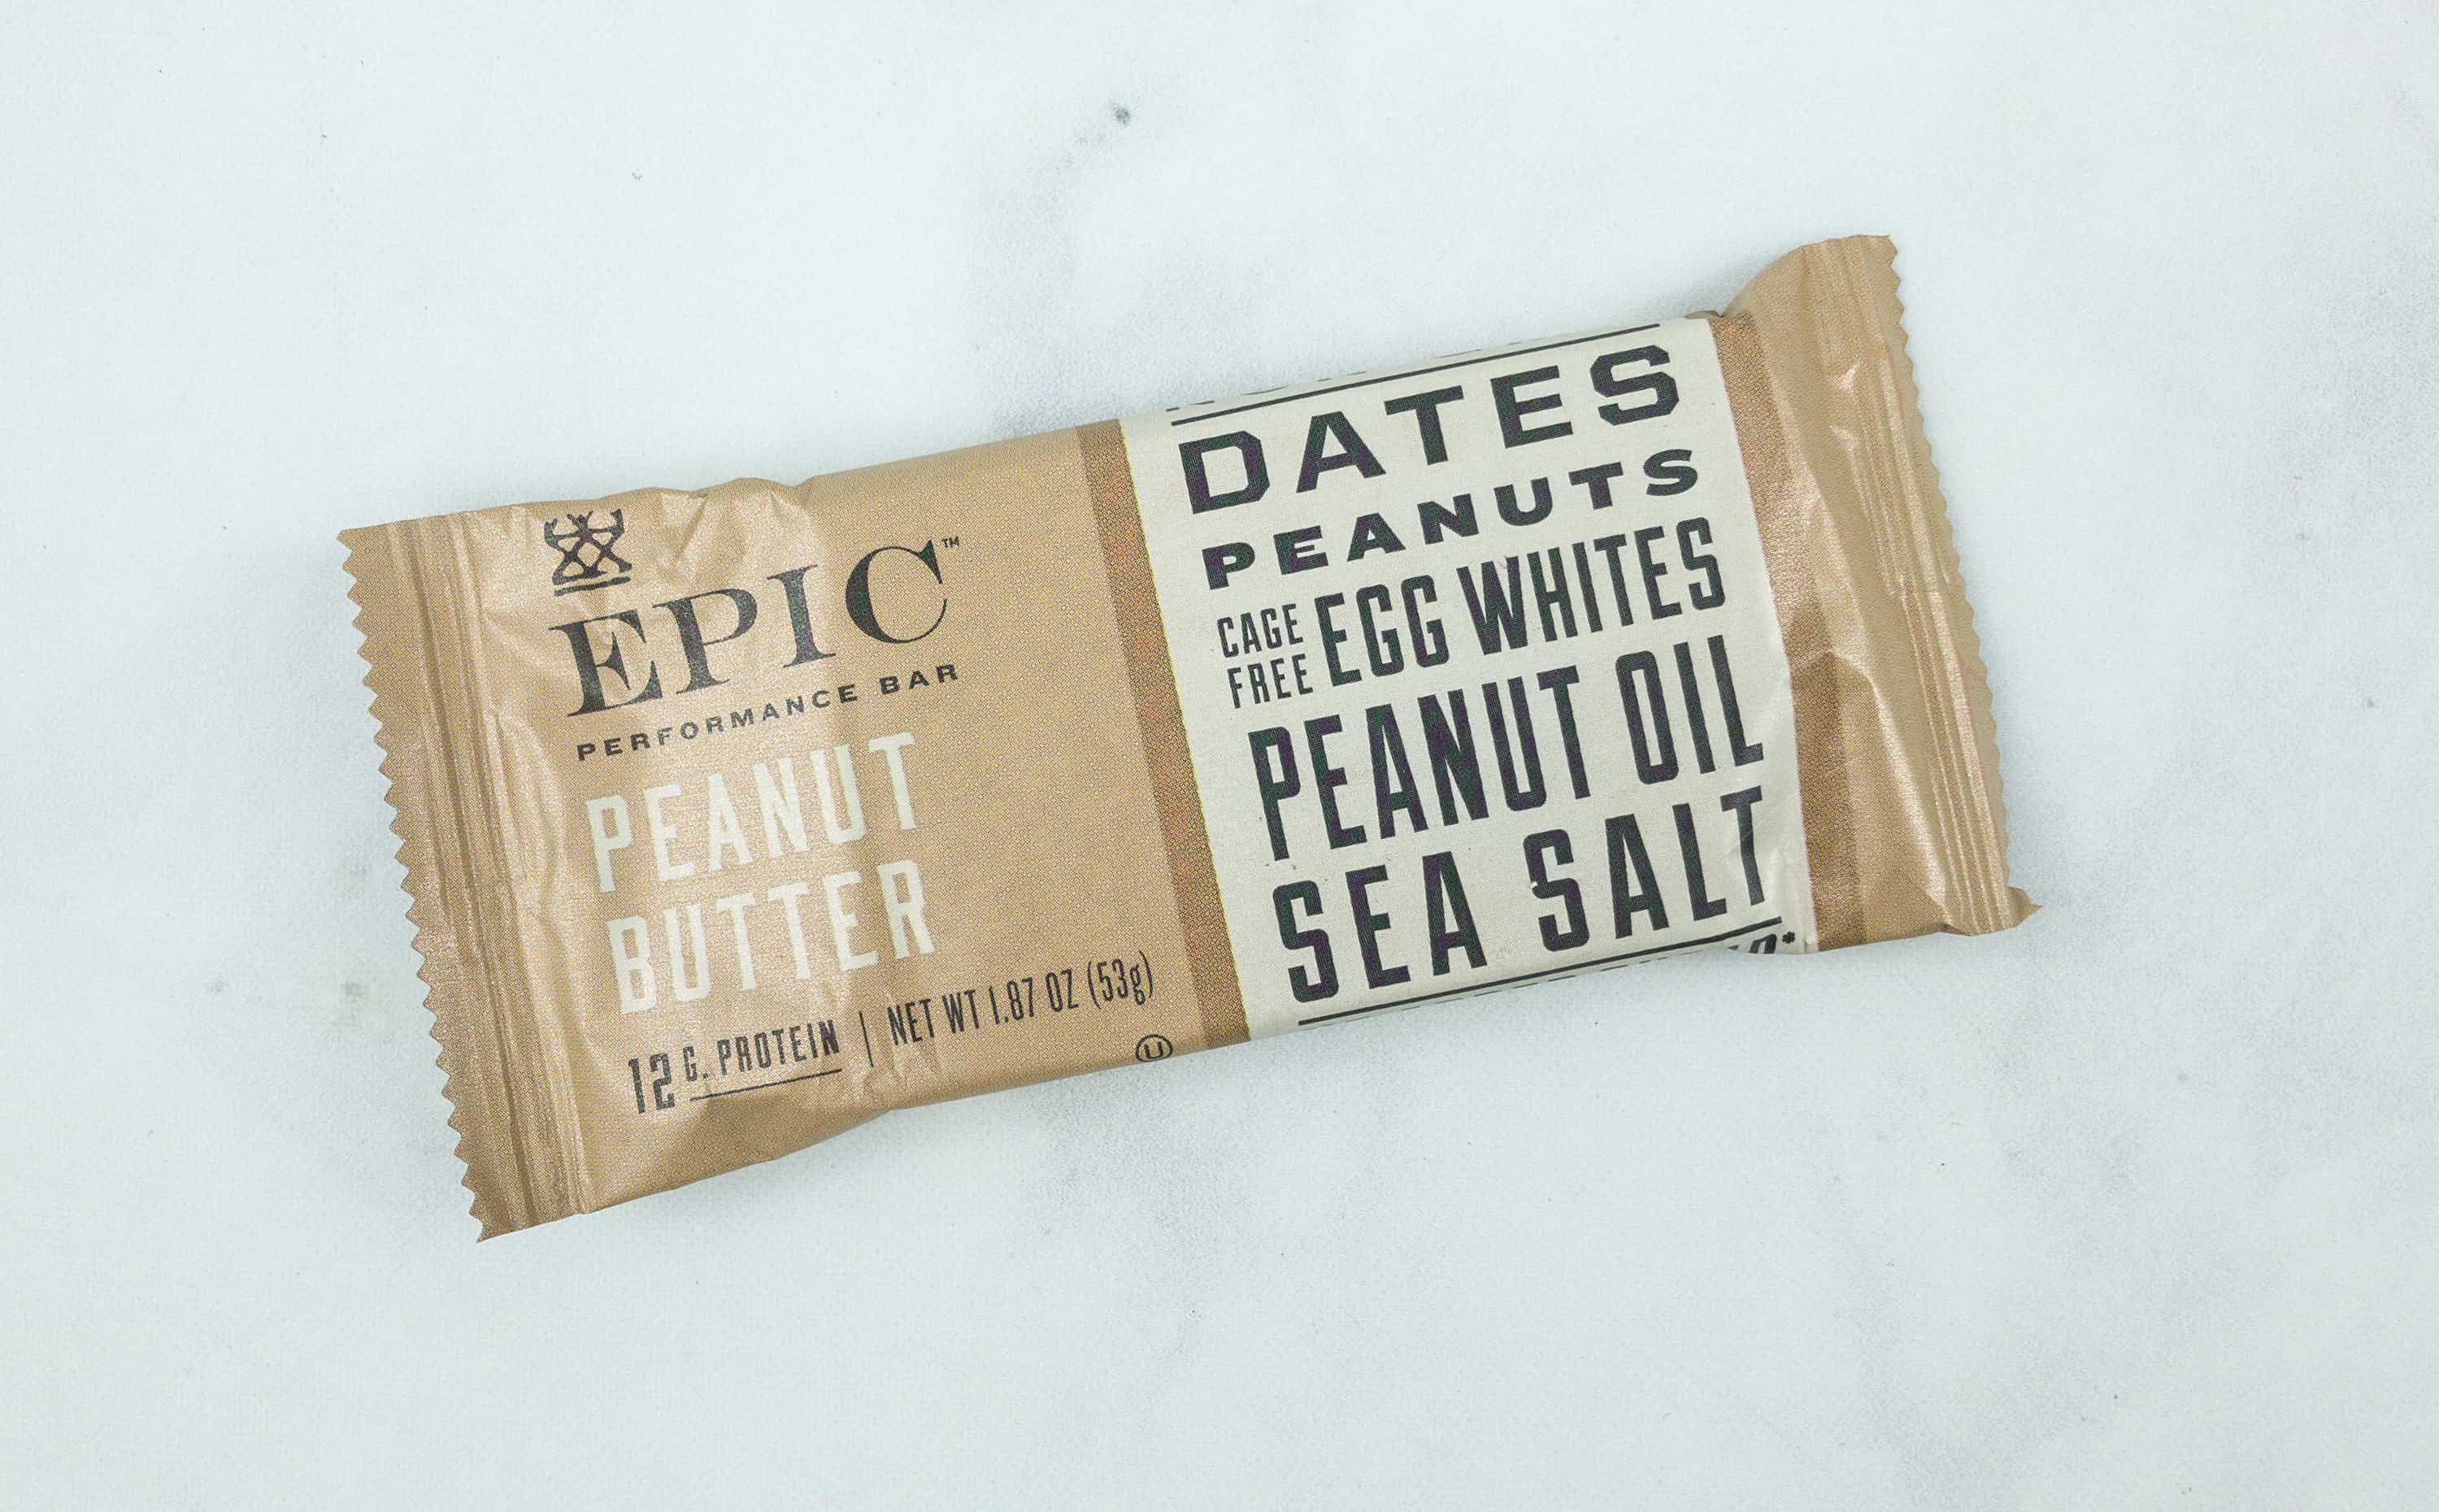 EPIC™
PERFORMANCE BAR
PEANUT
BUTTER
12 G. PROTEIN | NET WT 1.87 OZ (53g)
U
DATES
PEANUTS
CAGE FREE EGG WHITES
PEANUT OIL
SEA SALT